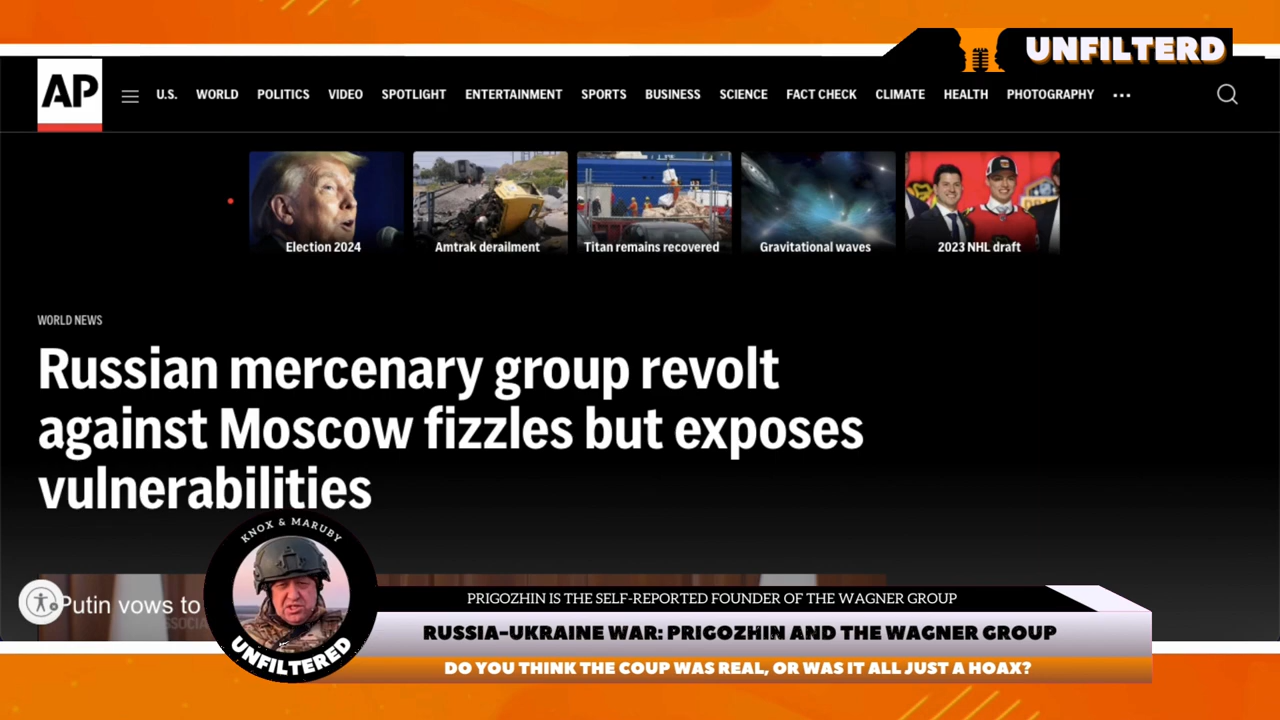 UNFILTERD
AP
U.S. WORLD POLITICS VIDEO SPOTLIGHT ENTERTAINMENT SPORTS BUSINESS SCIENCE FACT CHECK CLIMATE HEALTH PHOTOGRAPHY ...
Election 2024
Amtrak derailment
Titan remains recovered
Gravitational waves
2023 NHL draft
WORLD NEWS
Russian mercenary group revolt
against Moscow fizzles but exposes
vulnerabilities
Putin vows to
KNOX & MARUBY
UNFILTERED
PRIGOZHIN IS THE SELF-REPORTED FOUNDER OF THE WAGNER GROUP
RUSSIA-UKRAINE WAR: PRIGOZHIN AND THE WAGNER GROUP
DO YOU THINK THE COUP WAS REAL, OR WAS IT ALL JUST A HOAX?